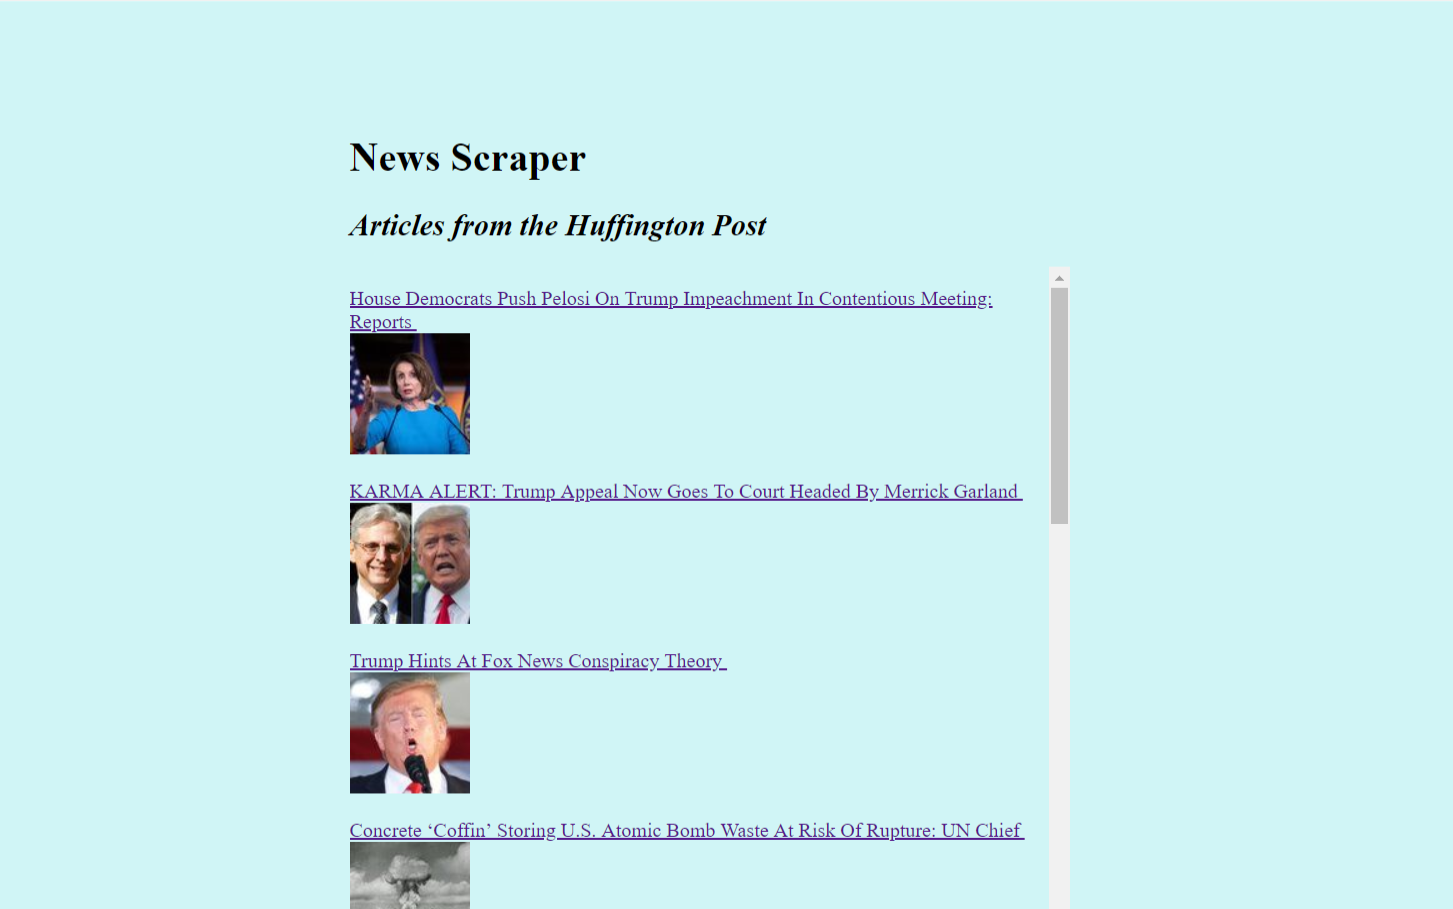 News Scraper
Articles from the Huffington Post
House Democrats Push Pelosi On Trump Impeachment In Contentious Meeting:
Reports
KARMA ALERT: Trump Appeal Now Goes To Court Headed By Merrick Garland
Trump Hints At Fox News Conspiracy Theory
Concrete ‘Coffin’ Storing U.S. Atomic Bomb Waste At Risk Of Rupture: UN Chief